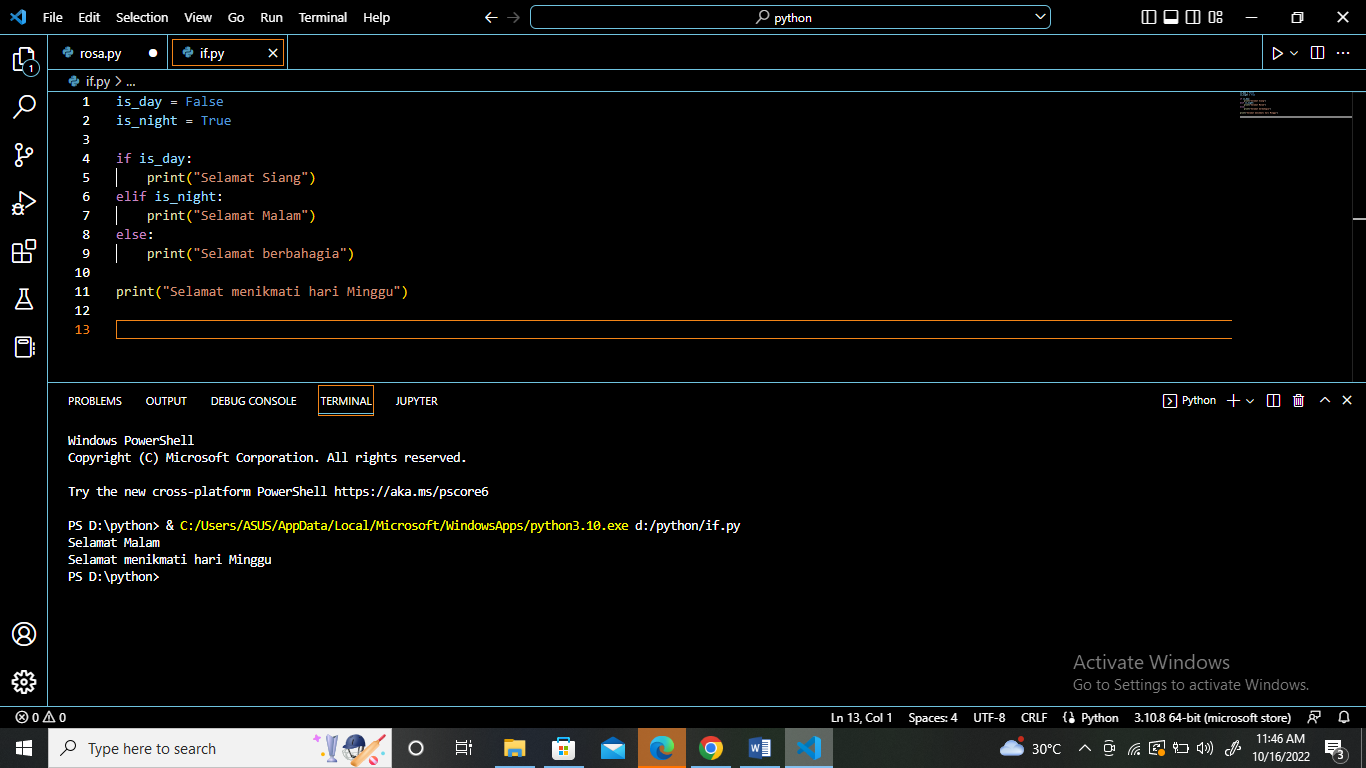 File Edit Selection View Go Run Terminal Help
python
rosa.py
if.py
if.py > ...
1
1 is_day = False
2 is_night = True
3
4 if is_day:
5 print("Selamat Siang")
6 elif is_night:
7 print("Selamat Malam")
8 else:
9 print("Selamat berbahagia")
10
11 print("Selamat menikmati hari Minggu")
12
13
PROBLEMS OUTPUT DEBUG CONSOLE TERMINAL JUPYTER
Python
Windows PowerShell
Copyright (C) Microsoft Corporation. All rights reserved.
Try the new cross-platform PowerShell https://aka.ms/pscore6
PS D:\python> & C:/Users/ASUS/AppData/Local/Microsoft/WindowsApps/python3.10.exe d:/python/if.py
Selamat Malam
Selamat menikmati hari Minggu
PS D:\python>
Activate Windows
Go to Settings to activate Windows.
0 0
Ln 13, Col 1 Spaces: 4 UTF-8 CRLF Python 3.10.8 64-bit (microsoft store)
Type here to search
30°C
11:46 AM
10/16/2022
3